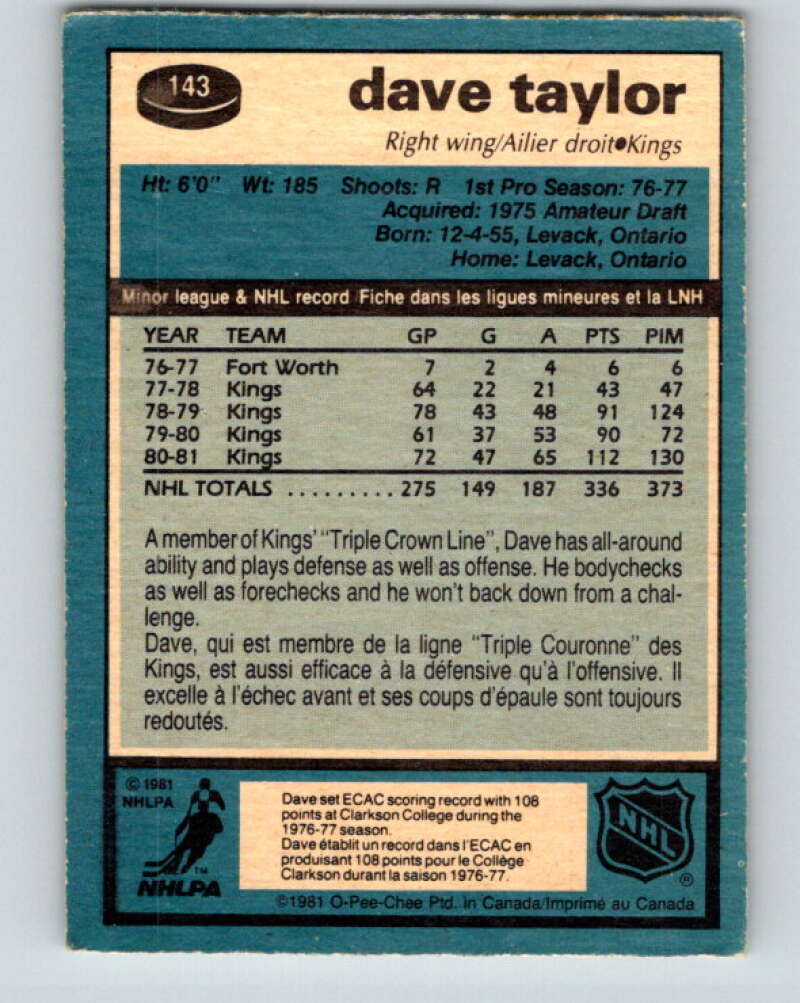 143
dave taylor
Right wing/Ailier droit•Kings
Ht: 6'0" Wt: 185 Shoots: R 1st Pro Season: 76-77
Acquired: 1975 Amateur Draft
Born: 12-4-55, Levack, Ontario
Home: Levack, Ontario
Minor league & NHL record Fiche dans les ligues mineures et la LNH
YEAR TEAM GP G A PTS PIM
76-77 Fort Worth 7 2 4 6 6
77-78 Kings 64 22 21 43 47
78-79 Kings 78 43 48 91 124
79-80 Kings 61 37 53 90 72
80-81 Kings 72 47 65 112 130
NHL TOTALS .......... 275 149 187 336 373
A member of Kings' "Triple Crown Line", Dave has all-around
ability and plays defense as well as offense. He bodychecks
as well as forechecks and he won't back down from a chal-
lenge.
Dave, qui est membre de la ligne "Triple Couronne" des
Kings, est aussi efficace à la défensive qu'à l'offensive. Il
excelle à l'échec avant et ses coups d'épaule sont toujours
redoutés.
© 1981
NHLPA
TM
NHLPA
Dave set ECAC scoring record with 108
points at Clarkson College during the
1976-77 season.
Dave établit un record dans l'ECAC en
produisant 108 points pour le Collège
Clarkson durant la saison 1976-77.
NHL
®
©1981 O-Pee-Chee Ptd. in Canada/Imprimé au Canada